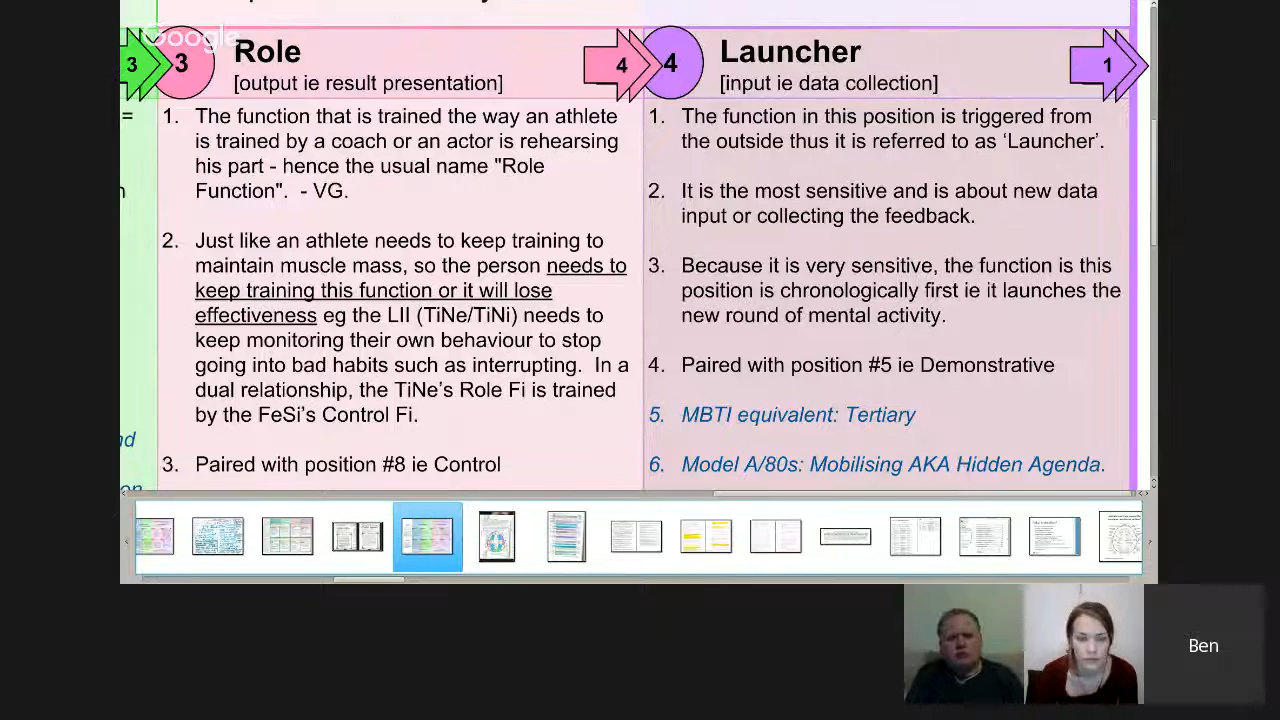 Google
3
3
Role
[output ie result presentation]
4
=
1. The function that is trained the way an athlete
is trained by a coach or an actor is rehearsing
his part - hence the usual name "Role
Function".  - VG.
2. Just like an athlete needs to keep training to
maintain muscle mass, so the person needs to
keep training this function or it will lose
effectiveness eg the LII (TiNe/TiNi) needs to
keep monitoring their own behaviour to stop
going into bad habits such as interrupting.  In a
dual relationship, the TiNe's Role Fi is trained
by the FeSi's Control Fi.
3. Paired with position #8 ie Control
4
Launcher
[input ie data collection]
1
1. The function in this position is triggered from
the outside thus it is referred to as ‘Launcher’.
2. It is the most sensitive and is about new data
input or collecting the feedback.
3. Because it is very sensitive, the function is this
position is chronologically first ie it launches the
new round of mental activity.
4. Paired with position #5 ie Demonstrative
5. MBTI equivalent: Tertiary
6. Model A/80s: Mobilising AKA Hidden Agenda.
Ben